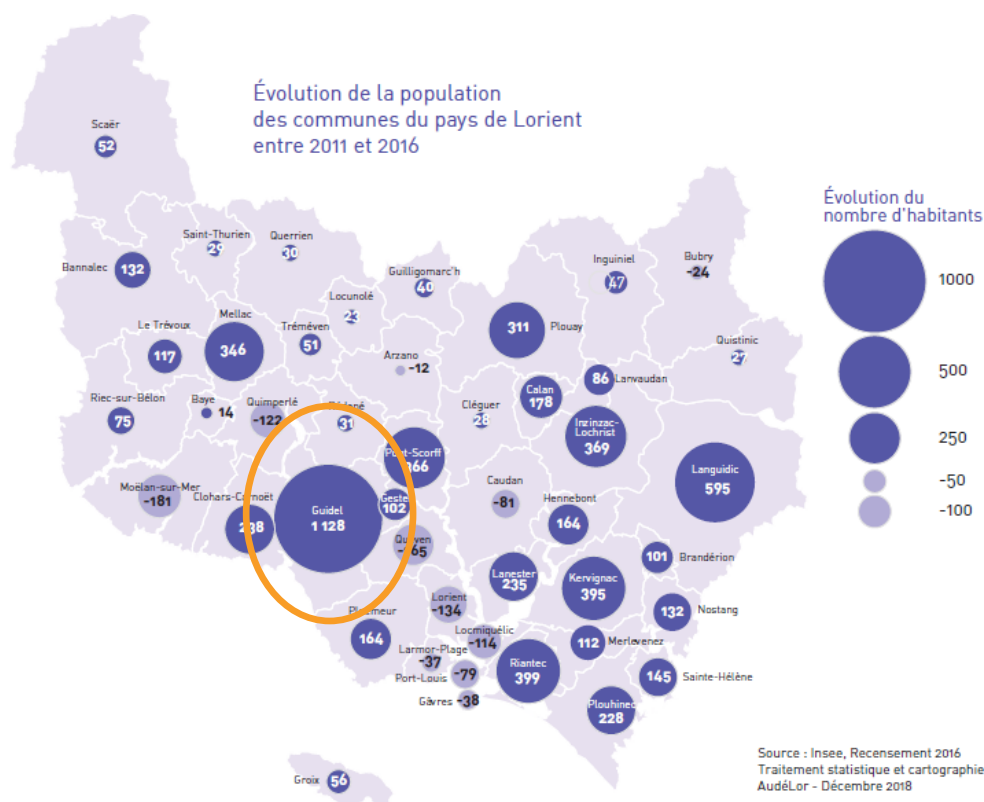 Évolution de la population
des communes du pays de Lorient
entre 2011 et 2016
Scaër
52
Saint-Thurien
29
Querrien
30
Bannalec
132
Guilligomarc'h
40
Inguiniel
47
Bubry
-24
Locunolé
23
Le Trévoux
117
Mellac
346
Tréméven
51
311
Plouay
Quistinic
27
Arzano
-12
86
Lanvaudan
Calan
178
Riec-sur-Bélon
75
Baye
14
Quimperlé
-122
31
Cléguer
28
Inzinzac-
Lochrist
369
Pont-Scorff
366
Languidic
595
Moëlan-sur-Mer
-181
Clohars-Carnoët
238
Guidel
1 128
Gestel
102
Caudan
-81
Hennebont
164
Quéven
101
Brandérion
Lanester
235
Kervignac
395
Lorient
-134
132
Nostang
Ploemeur
164
Locmiquélic
-114
112
Merlevenez
Larmor-Plage
-37
Port-Louis
-79
Riantec
399
145
Sainte-Hélène
Gâvres
-38
Plouhinec
228
Groix
56
Évolution du
nombre d'habitants
1000
500
250
-50
-100
Source : Insee, Recensement 2016
Traitement statistique et cartographie
AudéLor - Décembre 2018